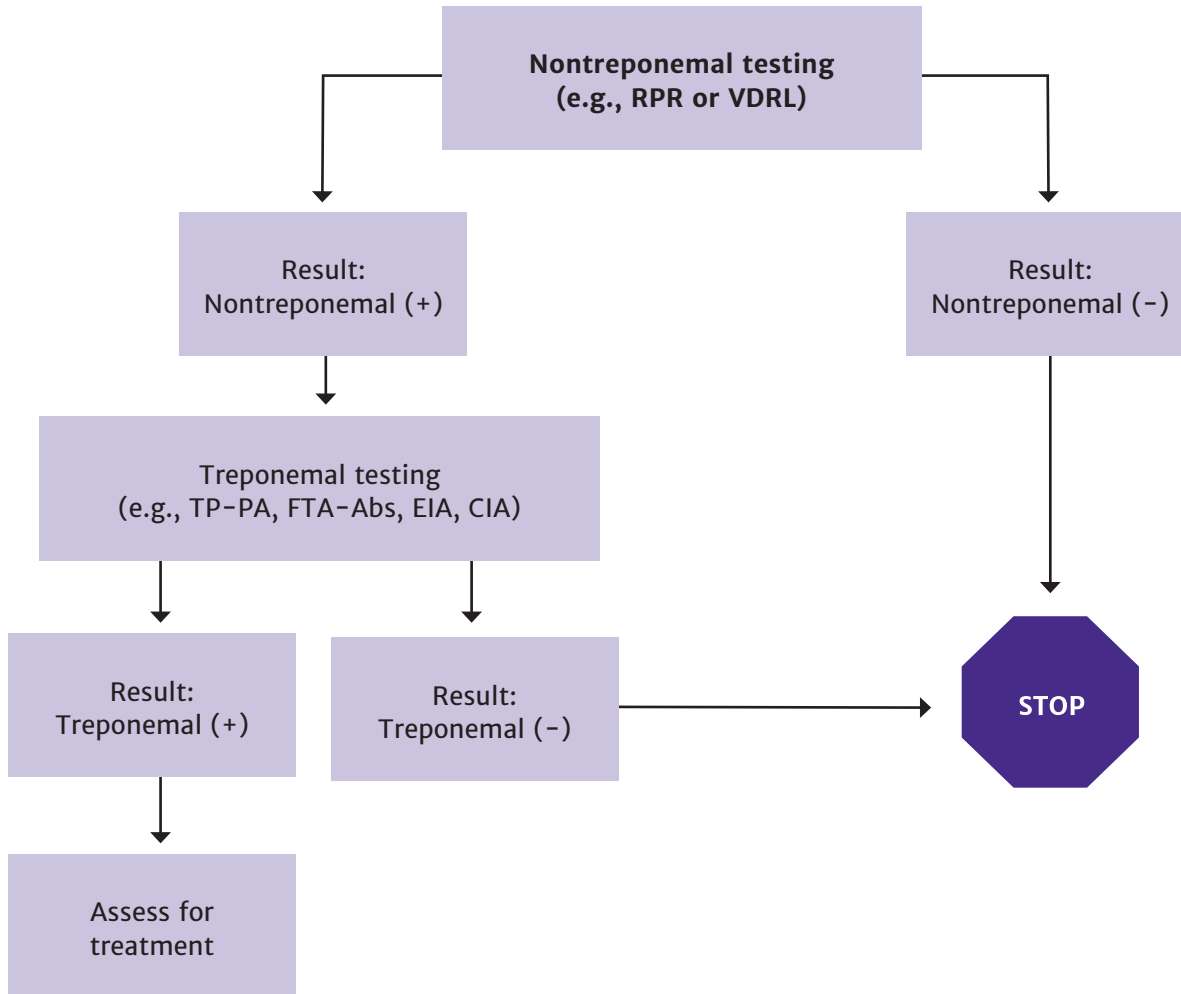 Nontreponemal testing
(e.g., RPR or VDRL)
Result:
Nontreponemal (+)
Result:
Nontreponemal (-)
Treponemal testing
(e.g., TP-PA, FTA-Abs, EIA, CIA)
Result:
Treponemal (+)
Result:
Treponemal (-)
STOP
Assess for
treatment